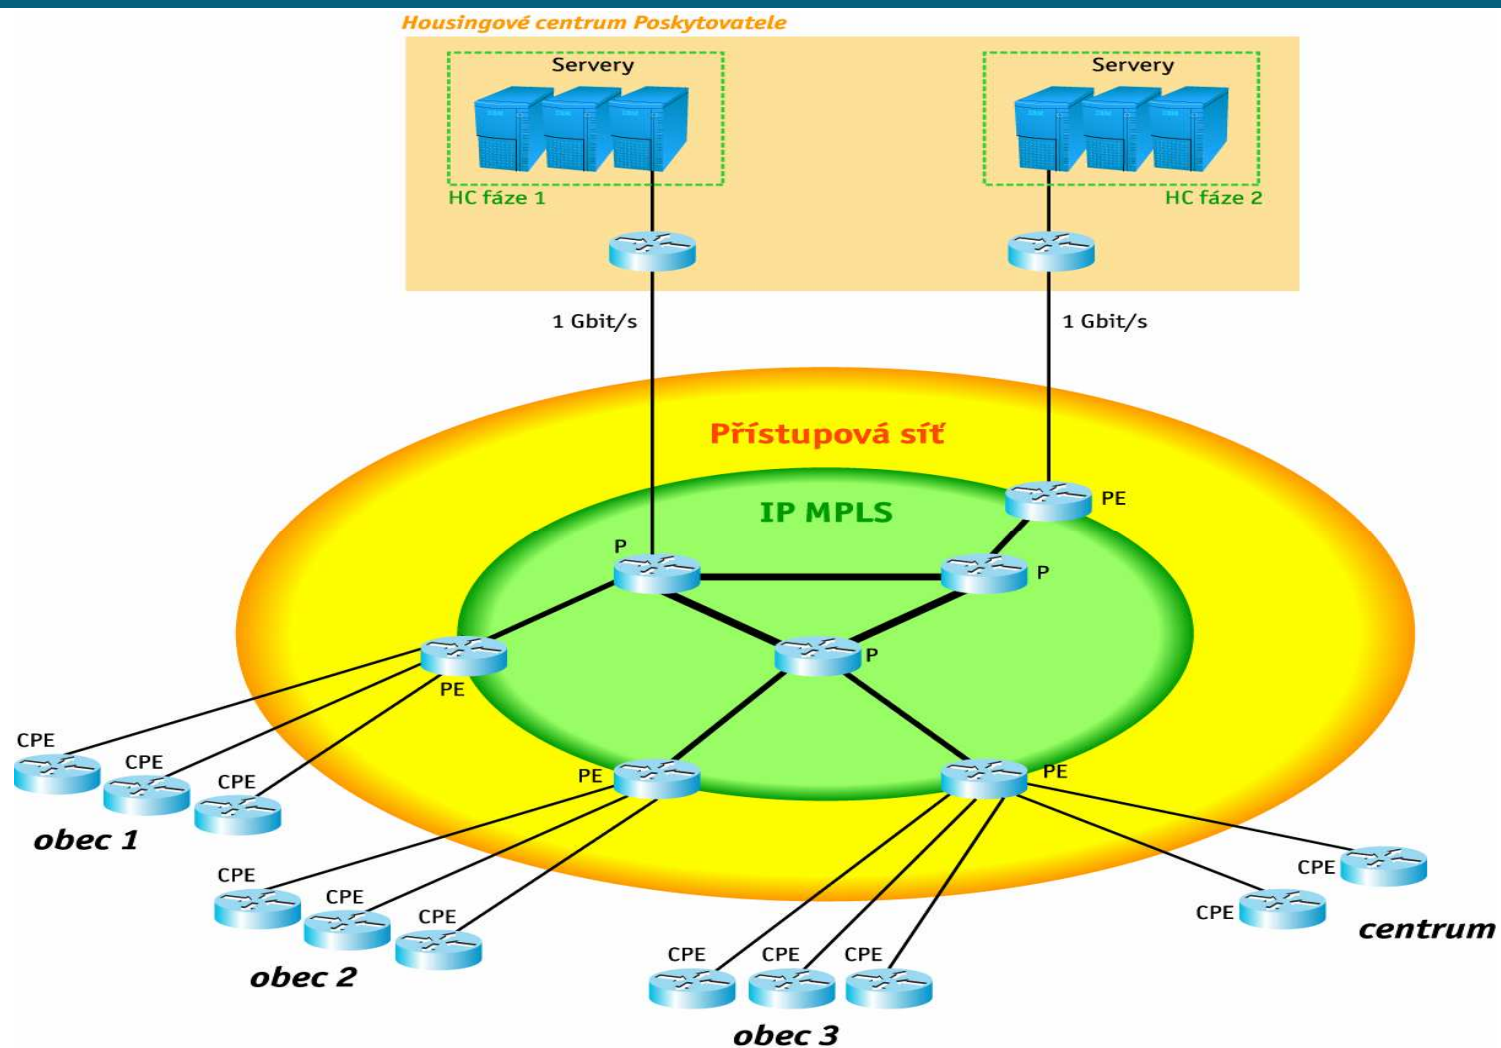 Housingové centrum Poskytovatele
Servery
Servery
HC fáze 1
HC fáze 2
1 Gbit/s
1 Gbit/s
Přístupová síť
IP MPLS
PE
P
P
P
PE
CPE
CPE
CPE
obec 1
PE
PE
CPE
CPE
CPE
obec 2
CPE
CPE
CPE
obec 3
CPE
CPE
centrum